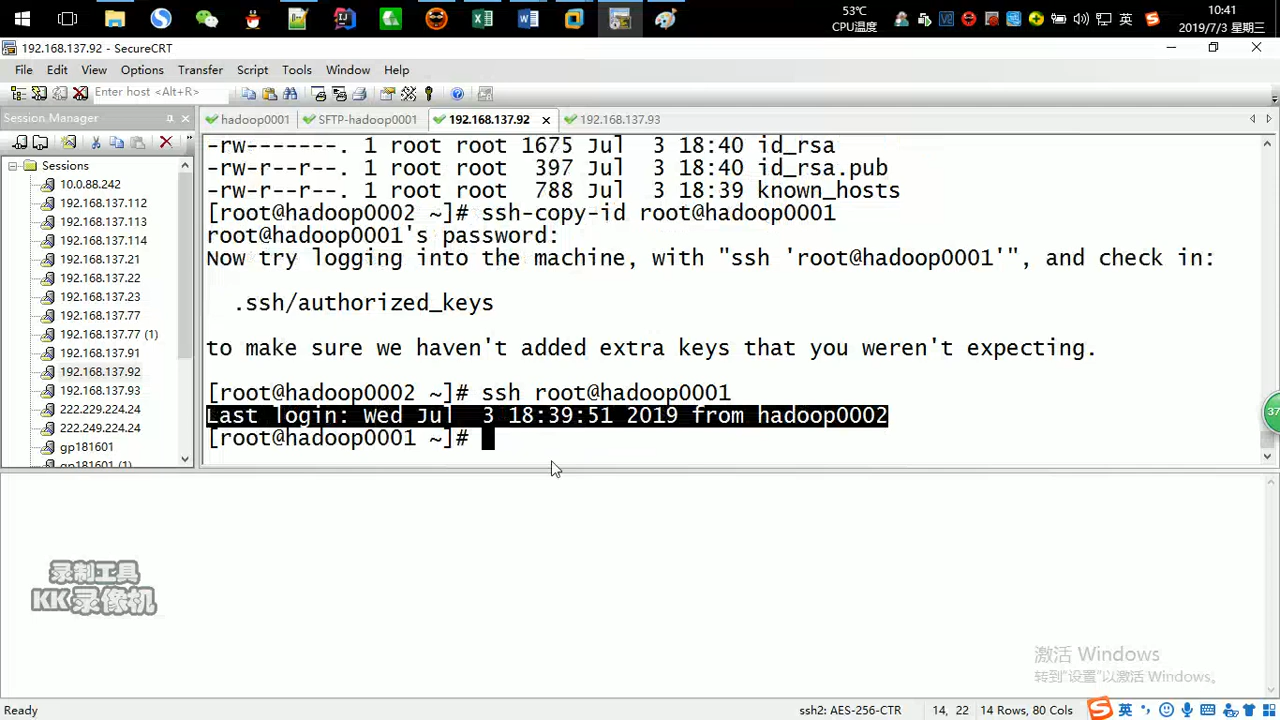 53℃
CPU温度
英
10:41
2019/7/3 星期三
192.168.137.92 - SecureCRT
File Edit View Options Transfer Script Tools Window Help
Enter host <Alt+R>
Session Manager
hadoop0001
SFTP-hadoop0001
192.168.137.92
192.168.137.93
Sessions
10.0.88.242
192.168.137.112
192.168.137.113
192.168.137.114
192.168.137.21
192.168.137.22
192.168.137.23
192.168.137.77
192.168.137.77 (1)
192.168.137.91
192.168.137.92
192.168.137.93
222.229.224.24
222.249.224.24
gp181601
gp181601 (1)
-rw-------. 1 root root 1675 Jul  3 18:40 id_rsa
-rw-r--r--. 1 root root  397 Jul  3 18:40 id_rsa.pub
-rw-r--r--. 1 root root  788 Jul  3 18:39 known_hosts
[root@hadoop0002 ~]# ssh-copy-id root@hadoop0001
root@hadoop0001's password:
Now try logging into the machine, with "ssh 'root@hadoop0001'", and check in:
.ssh/authorized_keys
to make sure we haven't added extra keys that you weren't expecting.
[root@hadoop0002 ~]# ssh root@hadoop0001
Last login: Wed Jul  3 18:39:51 2019 from hadoop0002
[root@hadoop0001 ~]#
37
录制工具
KK录像机
激活 Windows
转到“设置”以激活 Windows。
ssh2: AES-256-CTR
14, 22
14 Rows, 80 Cols
英